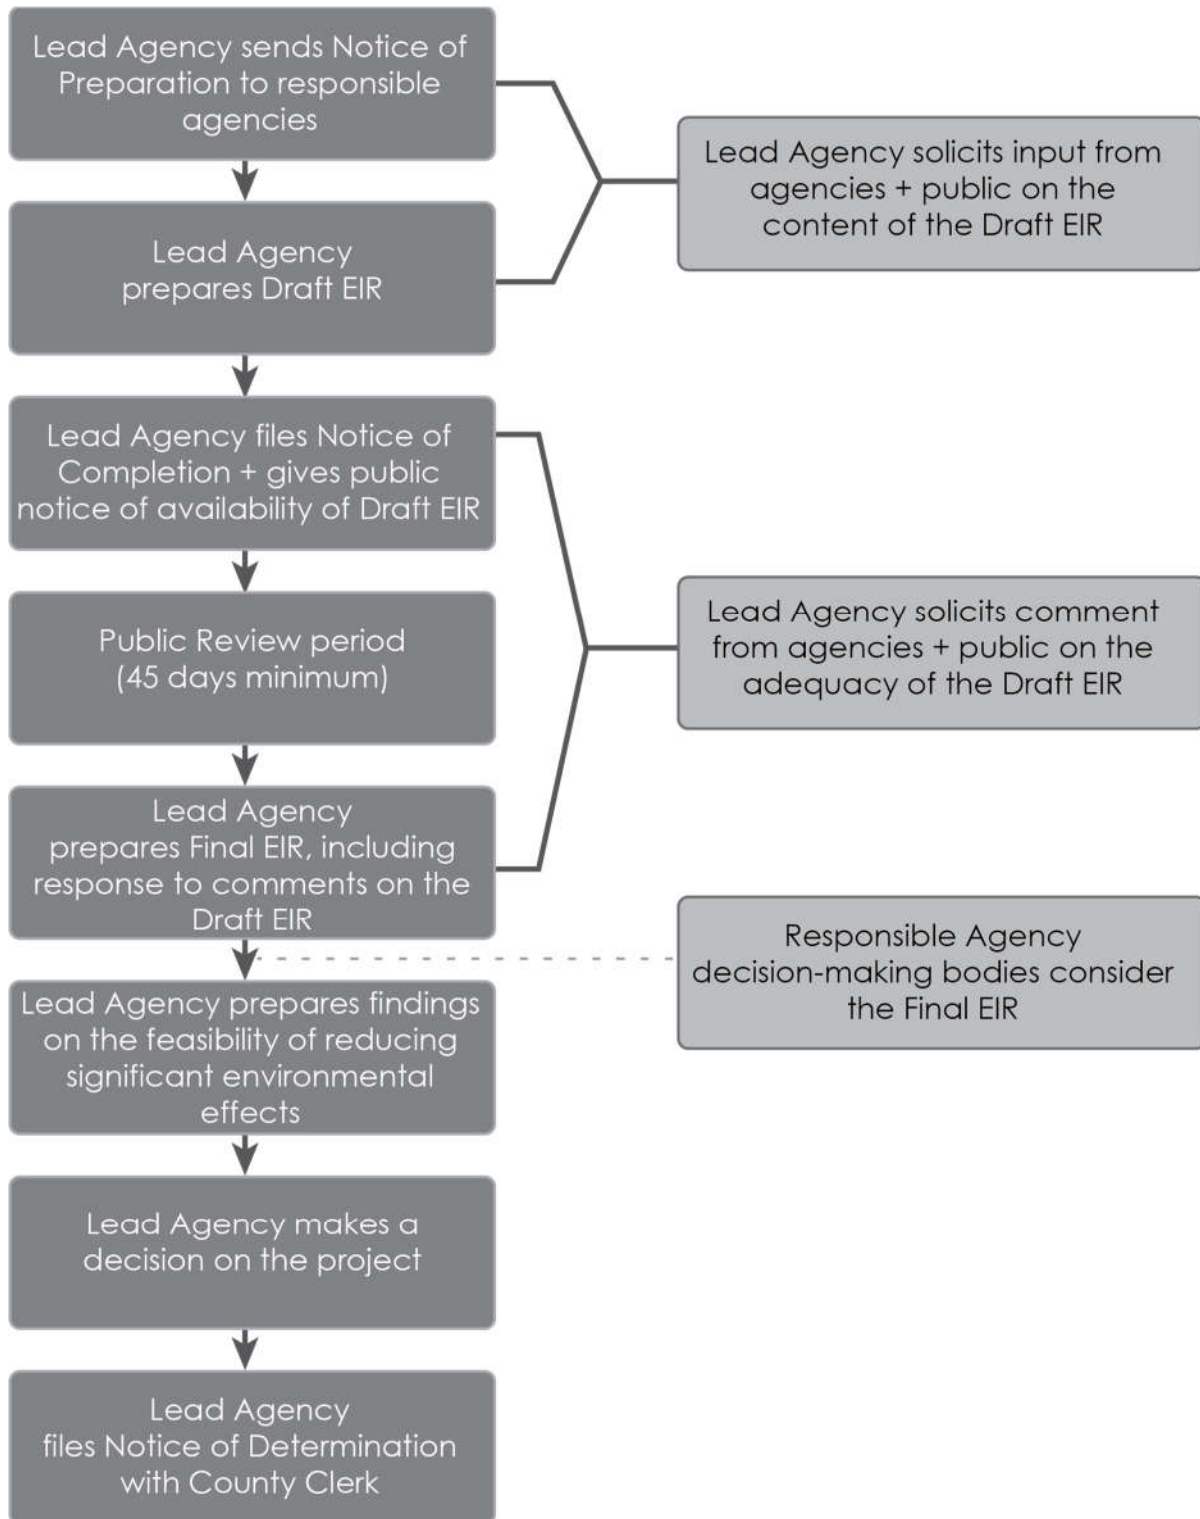 Lead Agency sends Notice of
Preparation to responsible
agencies
Lead Agency solicits input from
agencies + public on the
content of the Draft EIR
Lead Agency
prepares Draft EIR
Lead Agency files Notice of
Completion + gives public
notice of availability of Draft EIR
Public Review period
(45 days minimum)
Lead Agency solicits comment
from agencies + public on the
adequacy of the Draft EIR
Lead Agency
prepares Final EIR, including
response to comments on the
Draft EIR
Responsible Agency
decision-making bodies consider
the Final EIR
Lead Agency prepares findings
on the feasibility of reducing
significant environmental
effects
Lead Agency makes a
decision on the project
Lead Agency
files Notice of Determination
with County Clerk